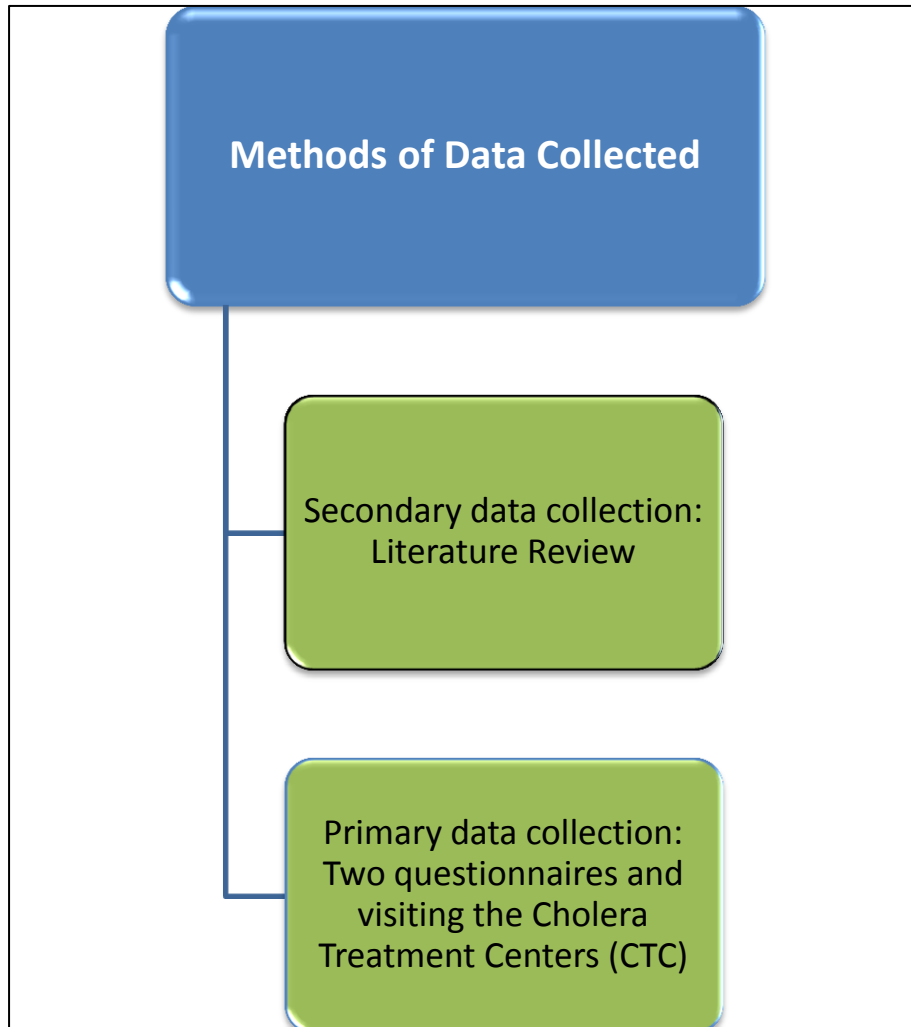 Methods of Data Collected
Secondary data collection:
Literature Review
Primary data collection:
Two questionnaires and
visiting the Cholera
Treatment Centers (CTC)